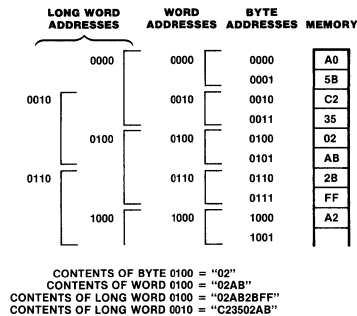 LONG WORD ADDRESSES WORD ADDRESSES BYTE ADDRESSES MEMORY
0000 0000 0000 A0
0001 5B
0010 0010 0010 C2
0011 35
0100 0100 0100 02
0101 AB
0110 0110 0110 2B
0111 FF
1000 1000 1000 A2
1001
CONTENTS OF BYTE 0100 = “02”
CONTENTS OF WORD 0100 = “02AB”
CONTENTS OF LONG WORD 0100 = “02AB2BFF”
CONTENTS OF LONG WORD 0010 = “C23502AB”